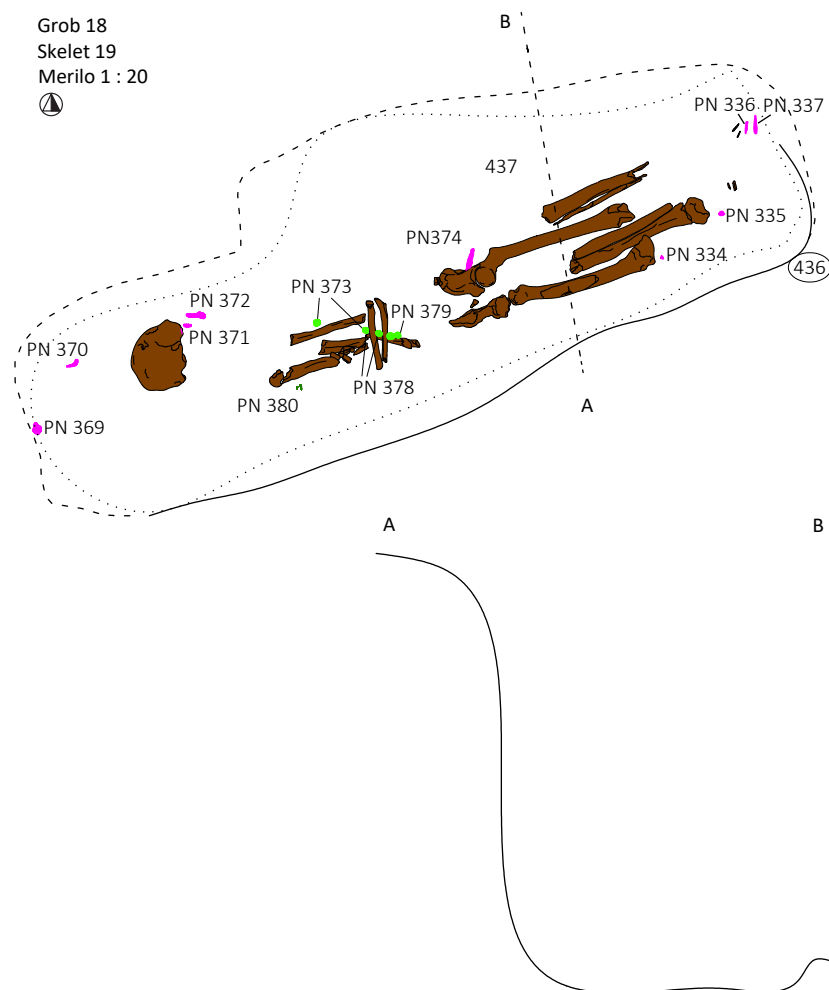 Grob 18
Skelet 19
Merilo 1 : 20
B
PN 336
PN 337
437
PN 335
PN374
PN 334
436
PN 372
PN 373
PN 379
PN 371
PN 370
PN 378
PN 380
A
PN 369
A
B